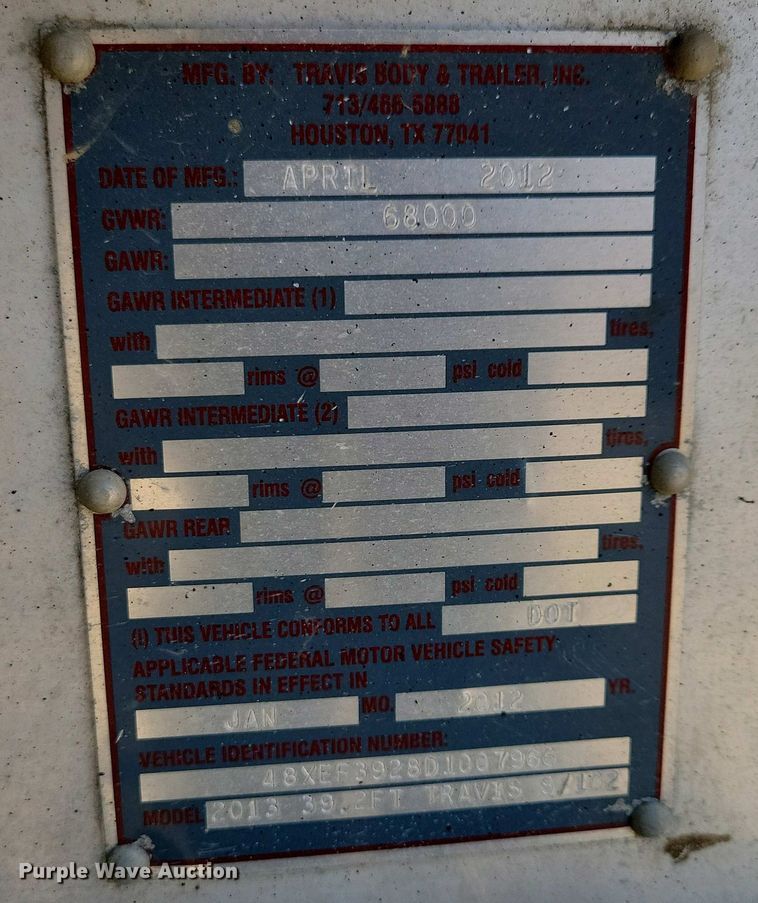 MFG. BY: TRAVIS BODY & TRAILER, INC.
713/466-5888
HOUSTON, TX 77041
DATE OF MFG.: APRIL 2012
GVWR: 68000
GAWR:
GAWR INTERMEDIATE (1)
with tires,
rims @ psi cold
GAWR INTERMEDIATE (2)
with tires,
rims @ psi cold
GAWR REAR
with tires,
rims @ psi cold
(I) THIS VEHICLE CONFORMS TO ALL DOT
APPLICABLE FEDERAL MOTOR VEHICLE SAFETY
STANDARDS IN EFFECT IN
JAN MO. 2012 YR.
VEHICLE IDENTIFICATION NUMBER:
48XEF3928D1007966
MODEL 2013 39.2FT TRAVIS
Purple Wave Auction